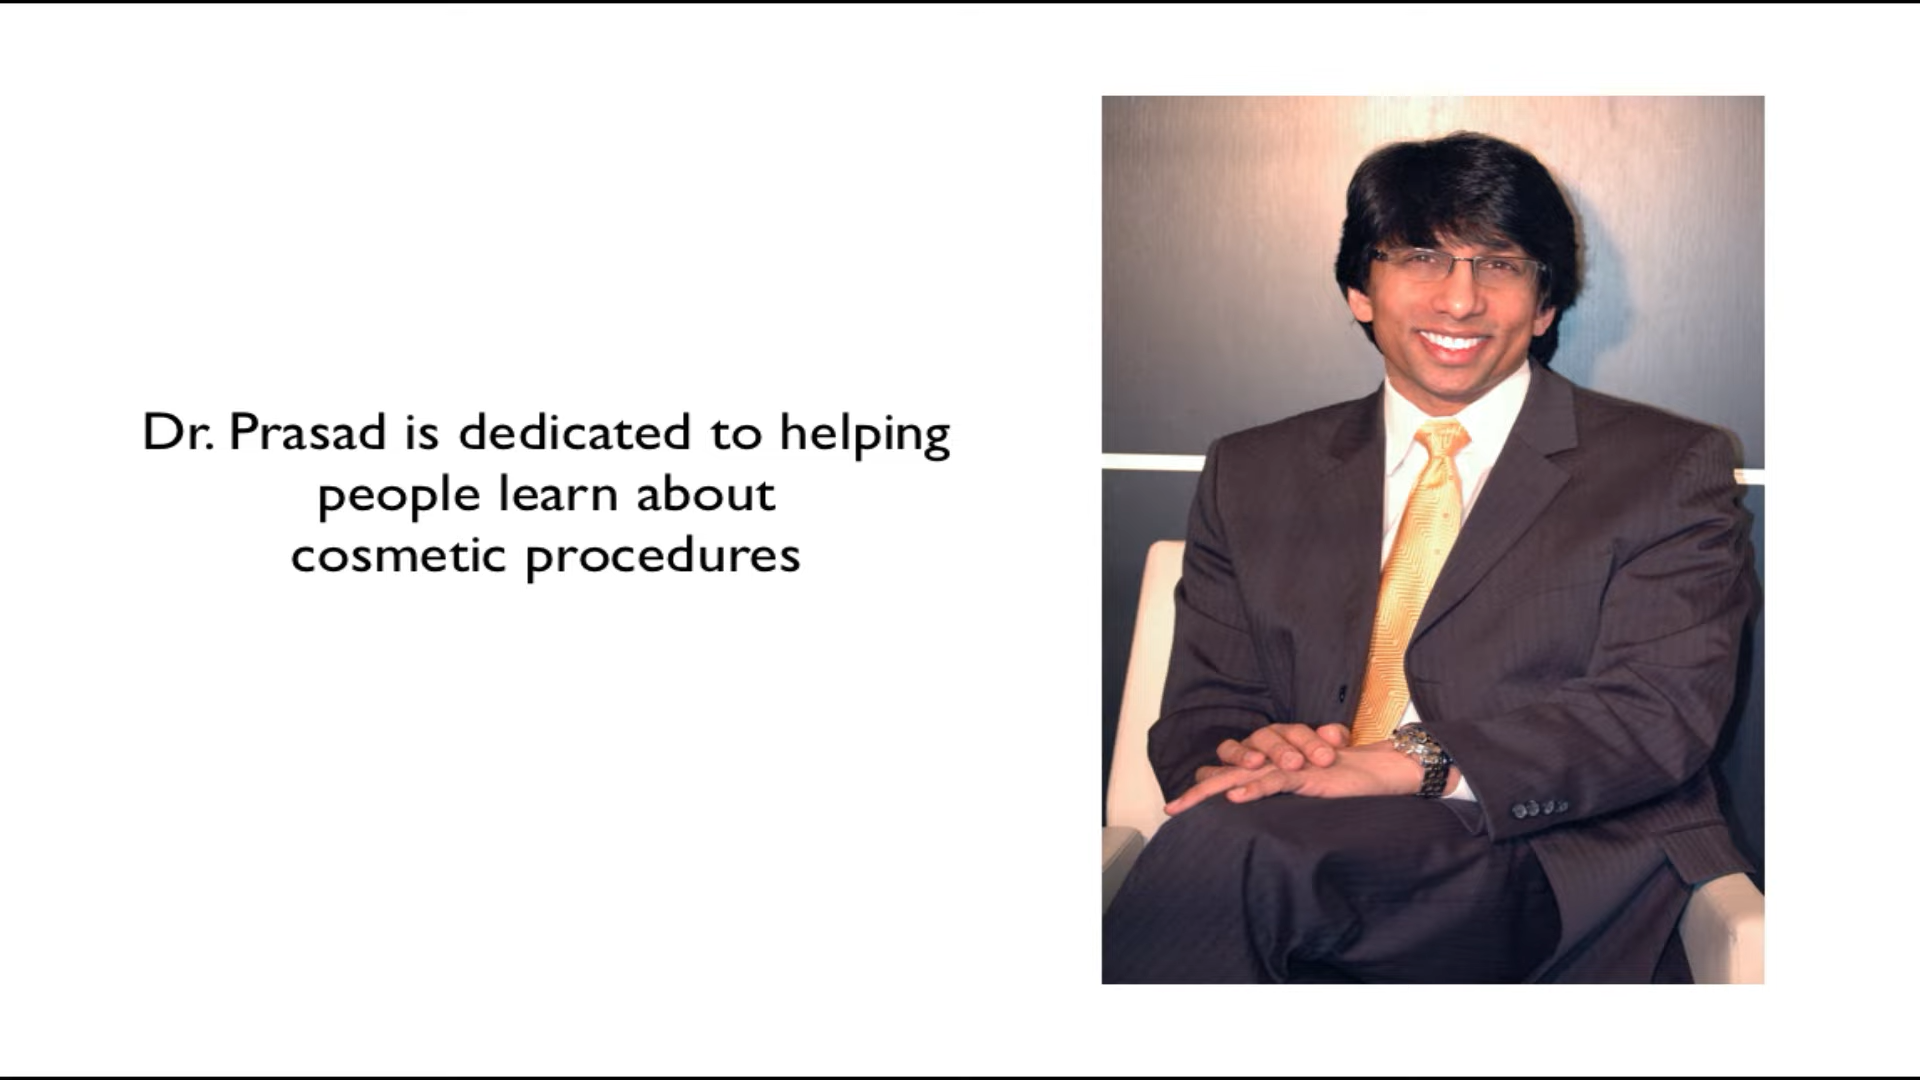 Dr. Prasad is dedicated to helping
people learn about
cosmetic procedures